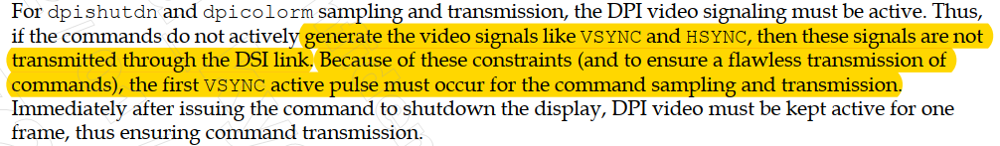 For dpishutdn and dpicolorm sampling and transmission, the DPI video signaling must be active. Thus,
if the commands do not actively generate the video signals like VSYNC and HSYNC, then these signals are not
transmitted through the DSI link. Because of these constraints (and to ensure a flawless transmission of
commands), the first VSYNC active pulse must occur for the command sampling and transmission.
Immediately after issuing the command to shutdown the display, DPI video must be kept active for one
frame, thus ensuring command transmission.